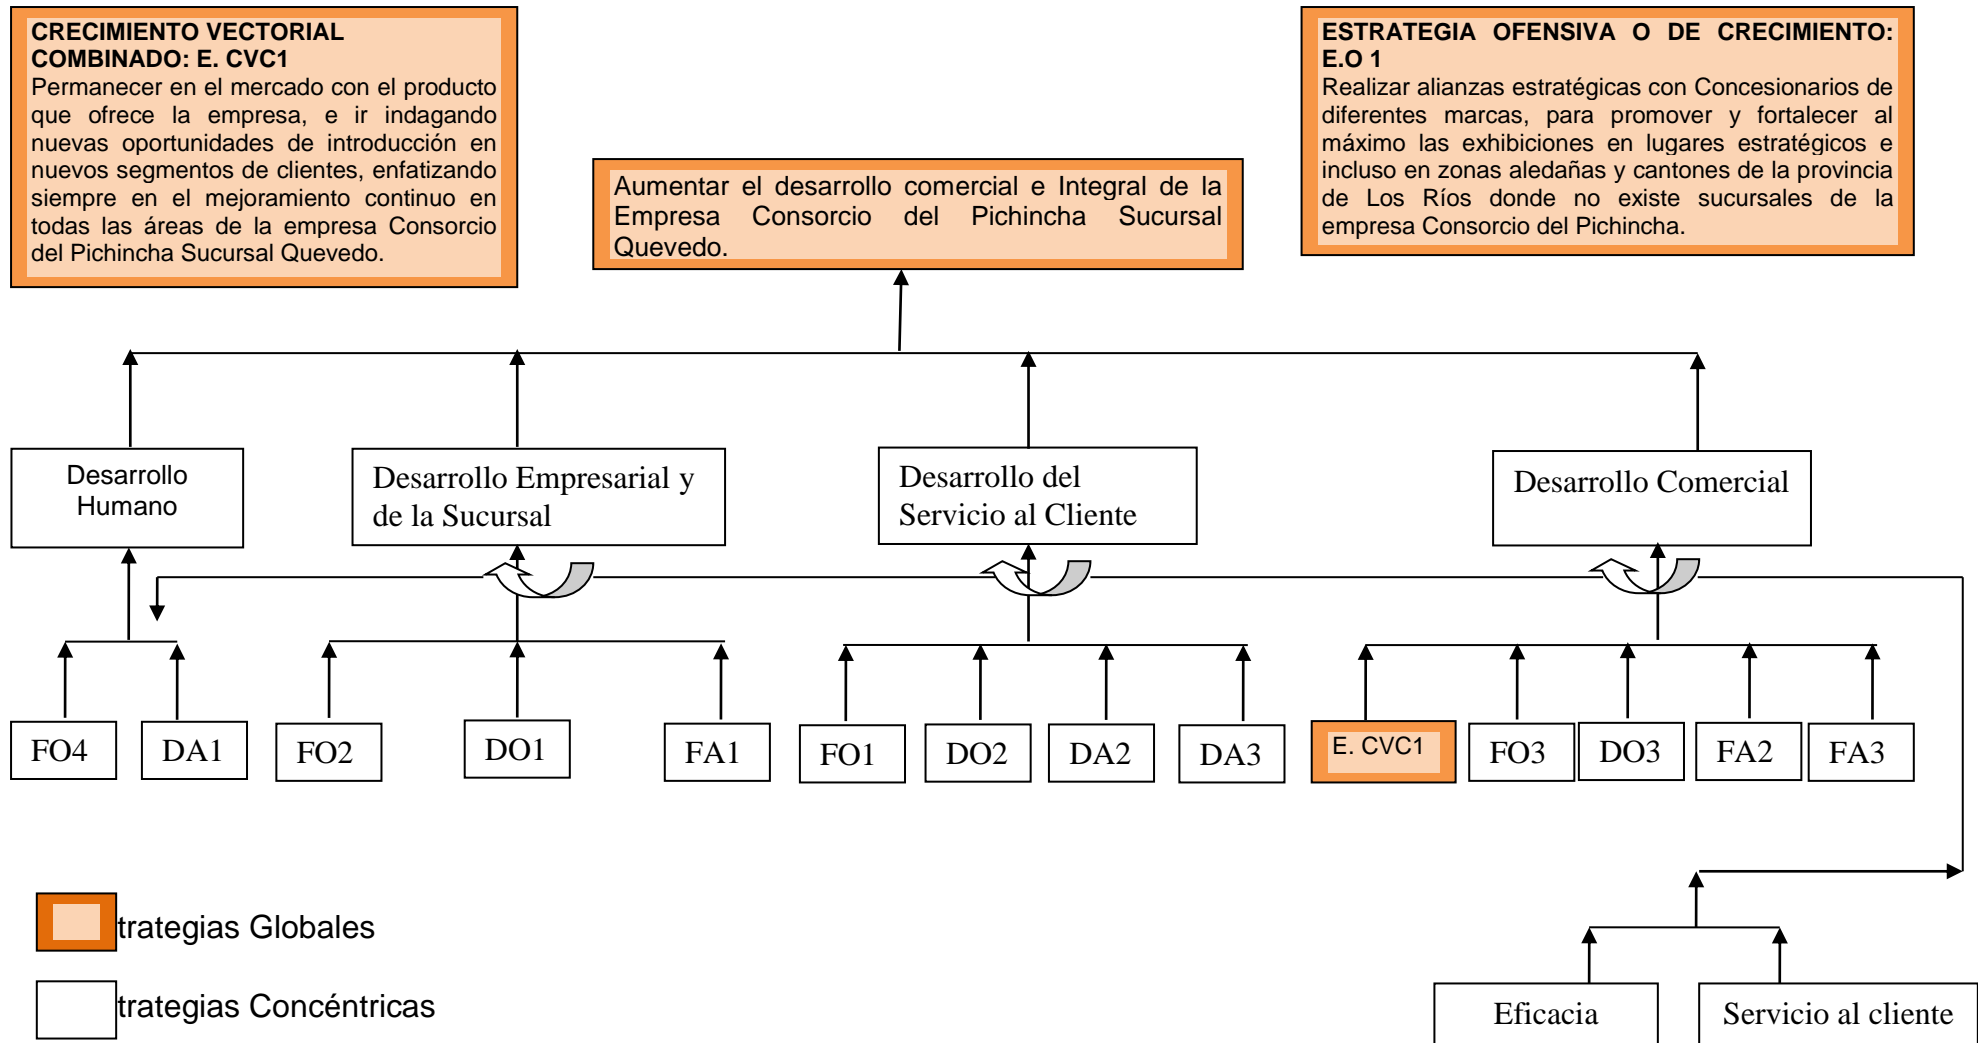 CRECIMIENTO VECTORIAL
COMBINADO: E. CVC1
Permanecer en el mercado con el producto
que ofrece la empresa, e ir indagando
nuevas oportunidades de introducción en
nuevos segmentos de clientes, enfatizando
siempre en el mejoramiento continuo en
todas las áreas de la empresa Consorcio
del Pichincha Sucursal Quevedo.
Aumentar el desarrollo comercial e Integral de la
Empresa Consorcio del Pichincha Sucursal
Quevedo.
ESTRATEGIA OFENSIVA O DE CRECIMIENTO:
E.O 1
Realizar alianzas estratégicas con Concesionarios de
diferentes marcas, para promover y fortalecer al
máximo las exhibiciones en lugares estratégicos e
incluso en zonas aledañas y cantones de la provincia
de Los Ríos donde no existe sucursales de la
empresa Consorcio del Pichincha.
Desarrollo
Humano
Desarrollo Empresarial y
de la Sucursal
Desarrollo del
Servicio al Cliente
Desarrollo Comercial
FO4
DA1
FO2
DO1
FA1
FO1
DO2
DA2
DA3
E. CVC1
FO3
DO3
FA2
FA3
trategias Globales
trategias Concéntricas
Eficacia
Servicio al cliente